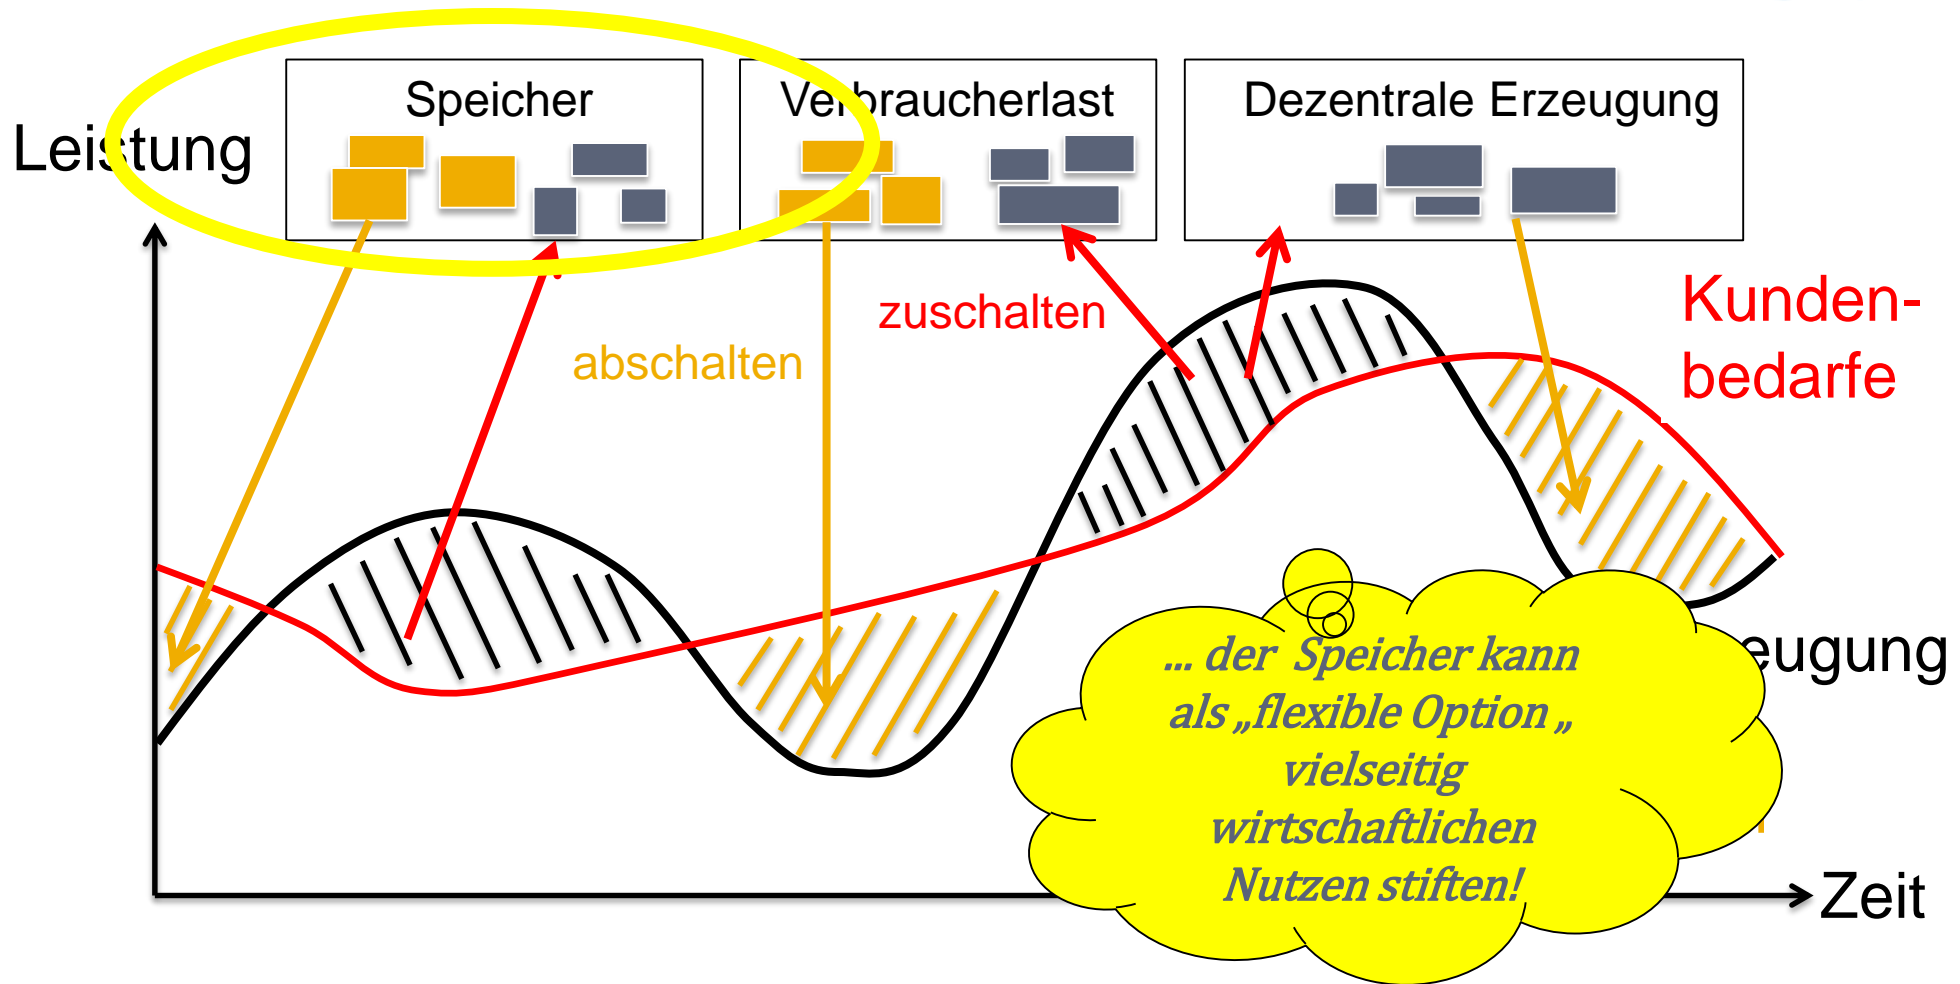 Speicher
Verbraucherlast
Dezentrale Erzeugung
Leistung
zuschalten
abschalten
Kunden-
bedarfe
eugung
... der Speicher kann
als „flexible Option „
vielseitig
wirtschaftlichen
Nutzen stiften!
Zeit